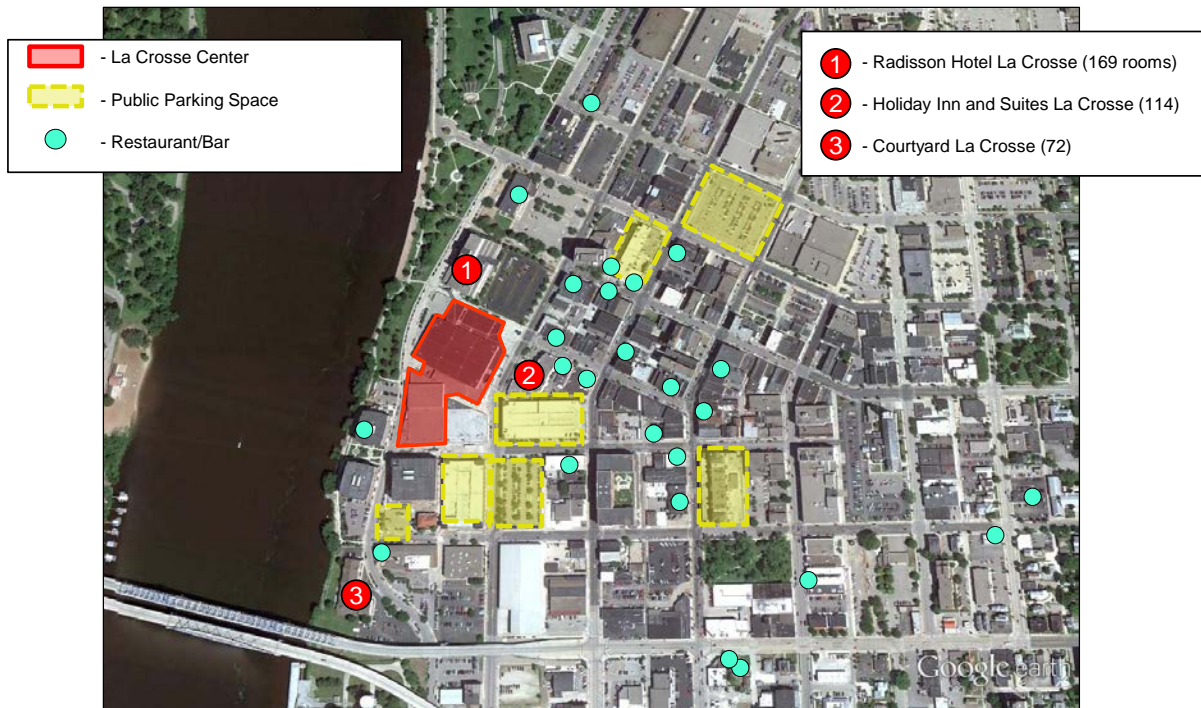 - La Crosse Center
- Public Parking Space
- Restaurant/Bar
1 - Radisson Hotel La Crosse (169 rooms)
2 - Holiday Inn and Suites La Crosse (114)
3 - Courtyard La Crosse (72)
1
2
3
Google earth